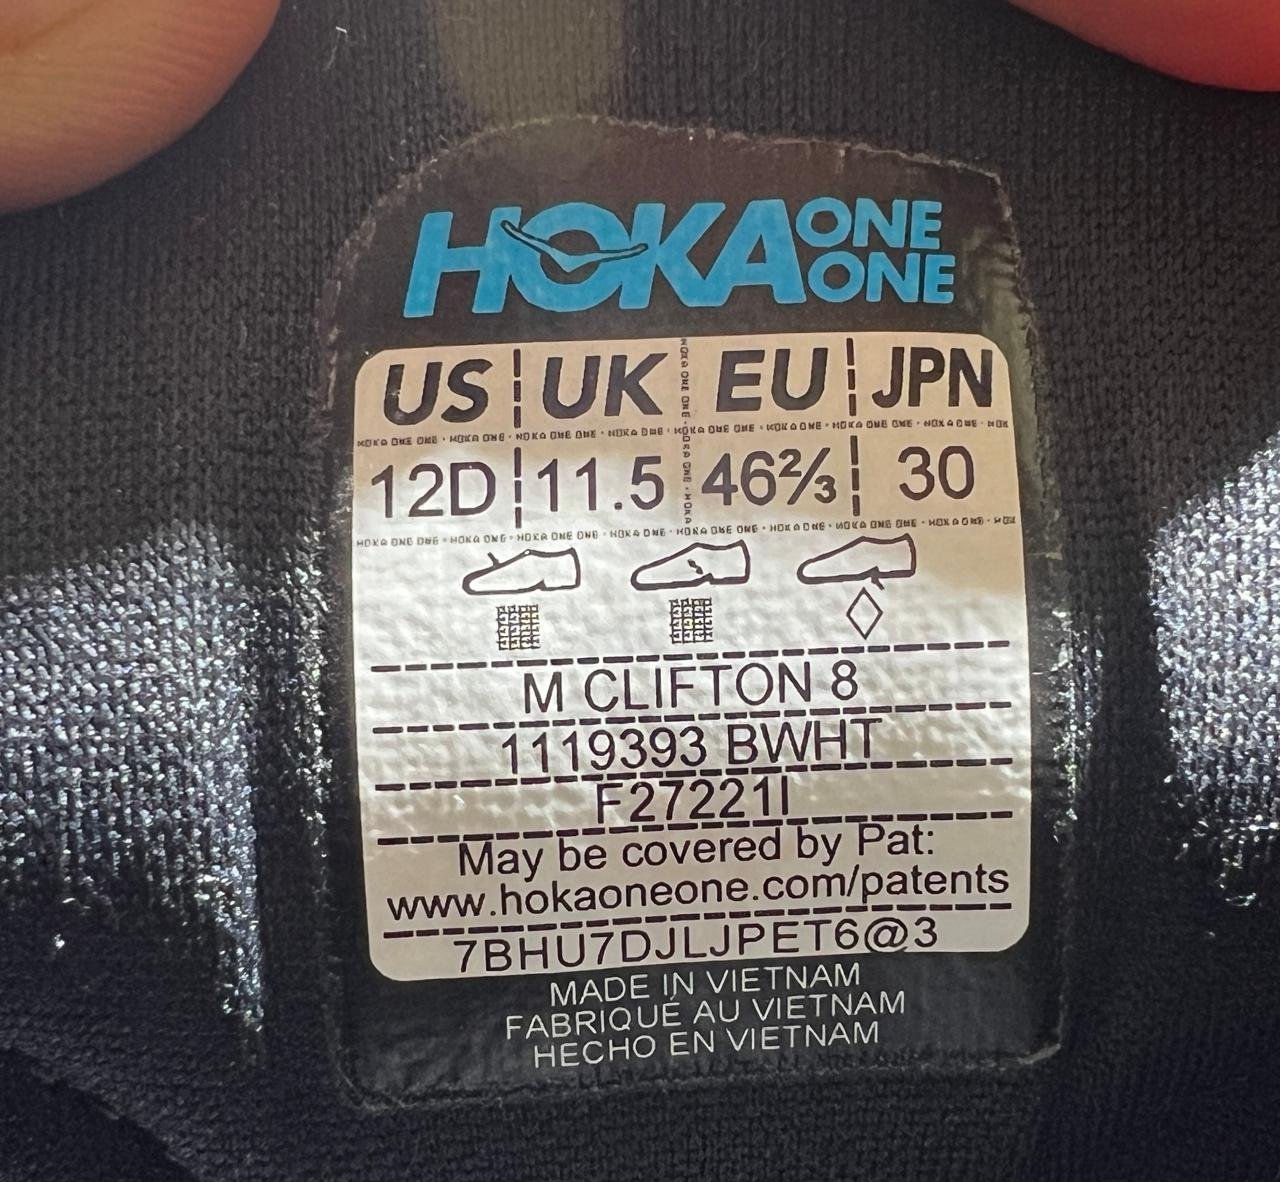 HOKA ONE ONE
US UK EU JPN
12D 11.5 46⅔ 30
M CLIFTON 8
1119393 BWHT
F27221I
May be covered by Pat:
www.hokaoneone.com/patents
7BHU7DJLJPET6@3
MADE IN VIETNAM
FABRIQUÉ AU VIETNAM
HECHO EN VIETNAM